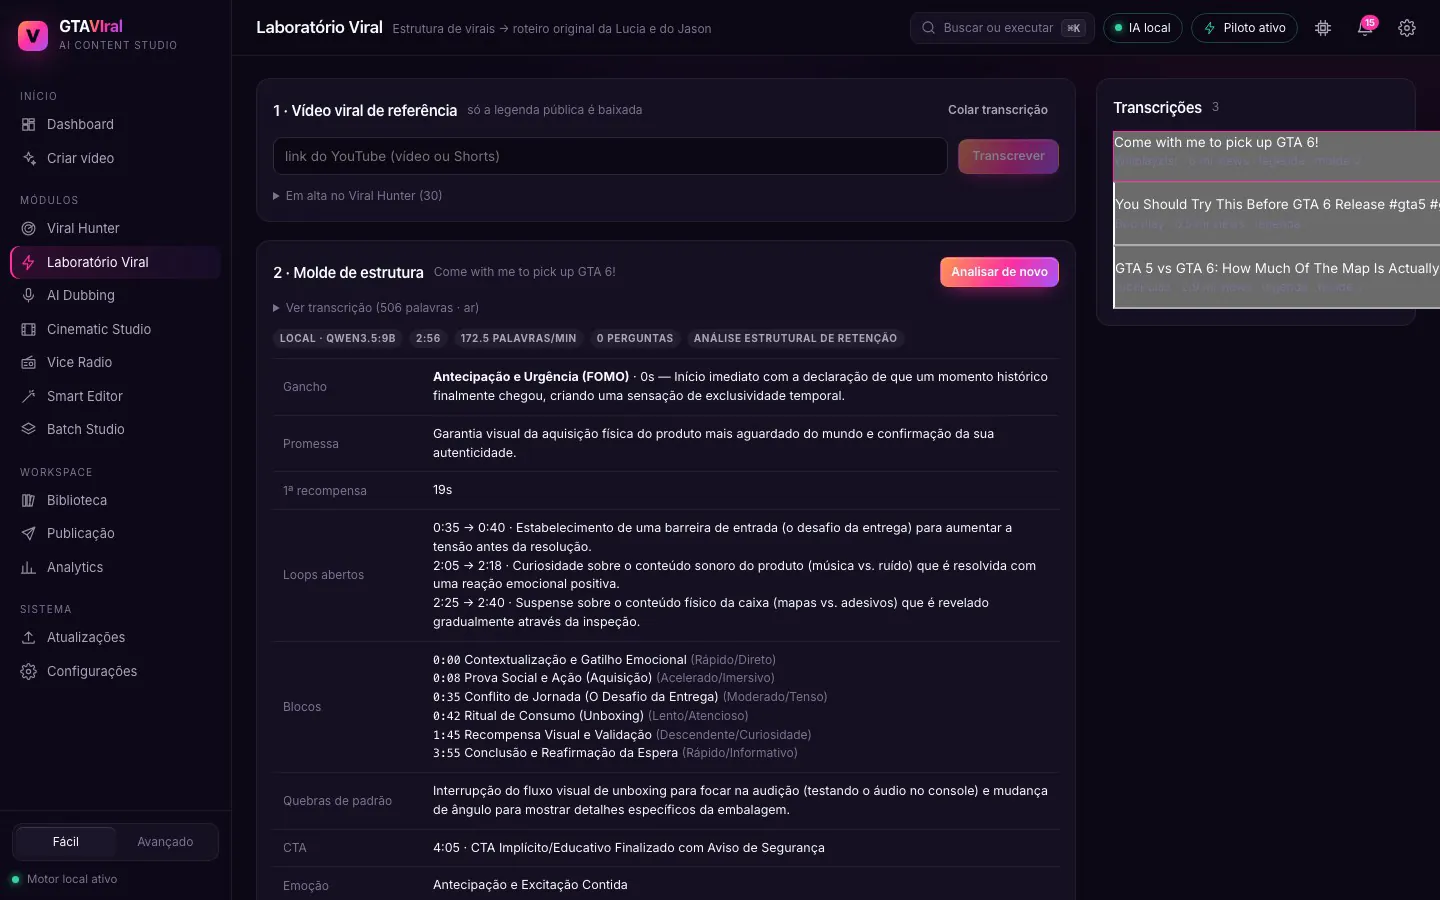 GTAViral
AI CONTENT STUDIO
INÍCIO
Dashboard
Criar vídeo
MÓDULOS
Viral Hunter
Laboratório Viral
AI Dubbing
Cinematic Studio
Vice Radio
Smart Editor
Batch Studio
WORKSPACE
Biblioteca
Publicação
Analytics
SISTEMA
Atualizações
Configurações
Fácil
Avançado
Motor local ativo
Laboratório Viral
Estrutura de virais → roteiro original da Lucia e do Jason
Buscar ou executar
⌘K
IA local
Piloto ativo
15
1 · Vídeo viral de referência
só a legenda pública é baixada
Colar transcrição
link do YouTube (vídeo ou Shorts)
Transcrever
Em alta no Viral Hunter (30)
2 · Molde de estrutura
Come with me to pick up GTA 6!
Analisar de novo
Ver transcrição (506 palavras · ar)
LOCAL · QWEN3.5:9B
2:56
172.5 PALAVRAS/MIN
0 PERGUNTAS
ANÁLISE ESTRUTURAL DE RETENÇÃO
Gancho
Antecipação e Urgência (FOMO) · 0s — Início imediato com a declaração de que um momento histórico
finalmente chegou, criando uma sensação de exclusividade temporal.
Promessa
Garantia visual da aquisição física do produto mais aguardado do mundo e confirmação da sua
autenticidade.
1ª recompensa
19s
Loops abertos
0:35 → 0:40 · Estabelecimento de uma barreira de entrada (o desafio da entrega) para aumentar a
tensão antes da resolução.
2:05 → 2:18 · Curiosidade sobre o conteúdo sonoro do produto (música vs. ruído) que é resolvida com
uma reação emocional positiva.
2:25 → 2:40 · Suspense sobre o conteúdo físico da caixa (mapas vs. adesivos) que é revelado
gradualmente através da inspeção.
Blocos
0:00 Contextualização e Gatilho Emocional (Rápido/Direto)
0:08 Prova Social e Ação (Aquisição) (Acelerado/Imersivo)
0:35 Conflito de Jornada (O Desafio da Entrega) (Moderado/Tenso)
0:42 Ritual de Consumo (Unboxing) (Lento/Atencioso)
1:45 Recompensa Visual e Validação (Descendente/Curiosidade)
3:55 Conclusão e Reafirmação da Espera (Rápido/Informativo)
Quebras de padrão
Interrupção do fluxo visual de unboxing para focar na audição (testando o áudio no console) e mudança
de ângulo para mostrar detalhes específicos da embalagem.
CTA
4:05 · CTA Implícito/Educativo Finalizado com Aviso de Segurança
Emoção
Antecipação e Excitação Contida
Transcrições
3
Come with me to pick up GTA 6!
You Should Try This Before GTA 6 Release #gta5
GTA 5 vs GTA 6: How Much Of The Map Is Actually